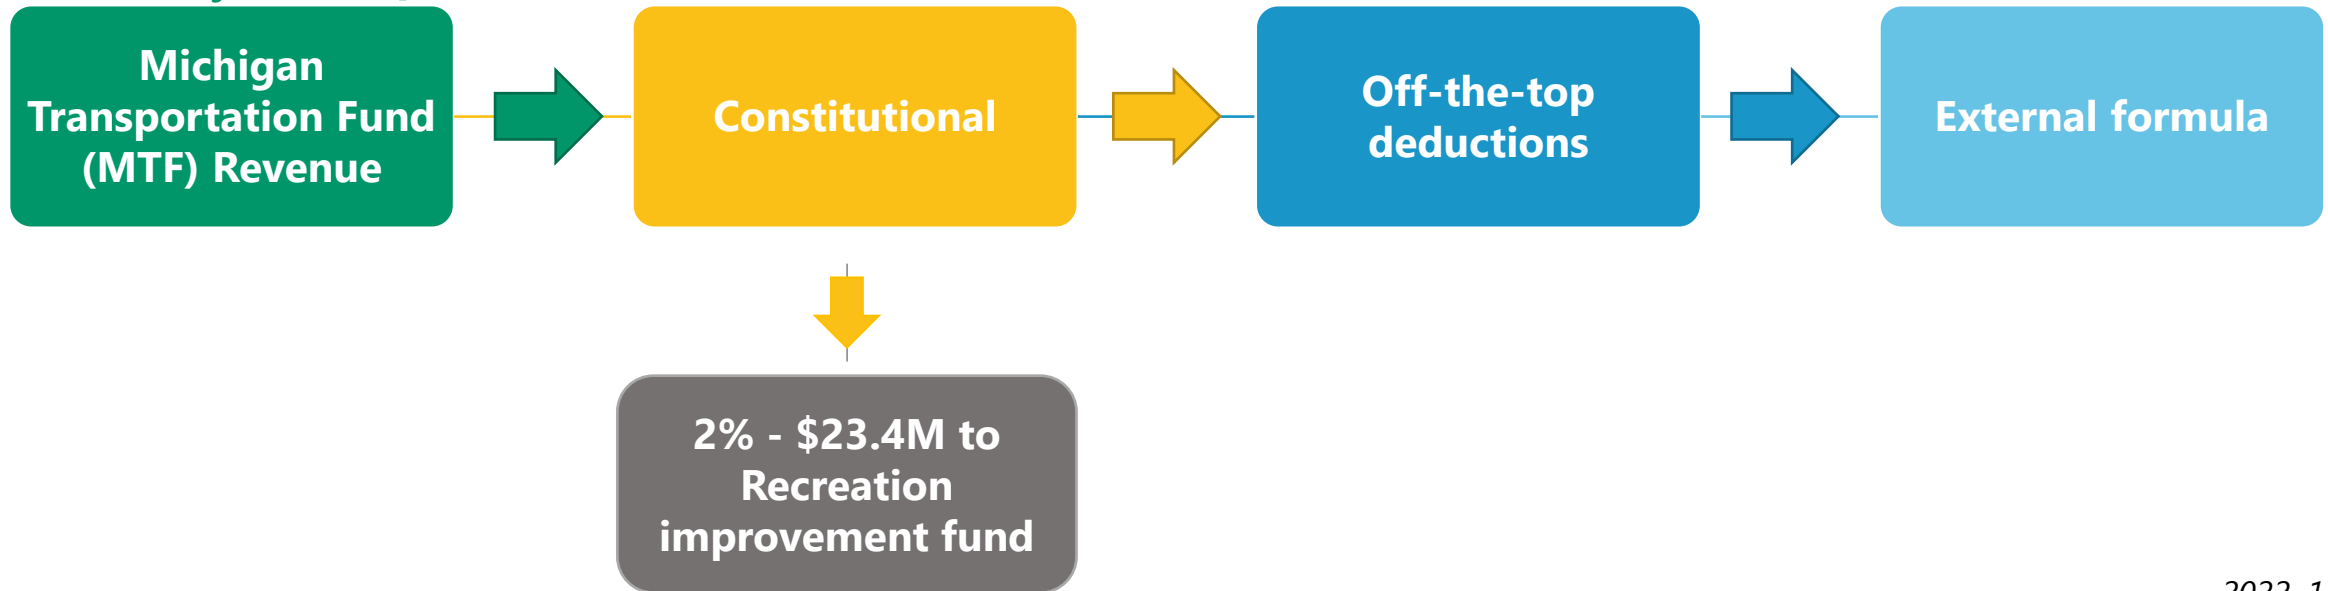 Michigan
Transportation Fund
(MTF) Revenue
Constitutional
Off-the-top
deductions
External formula
2% - $23.4M to
Recreation
improvement fund